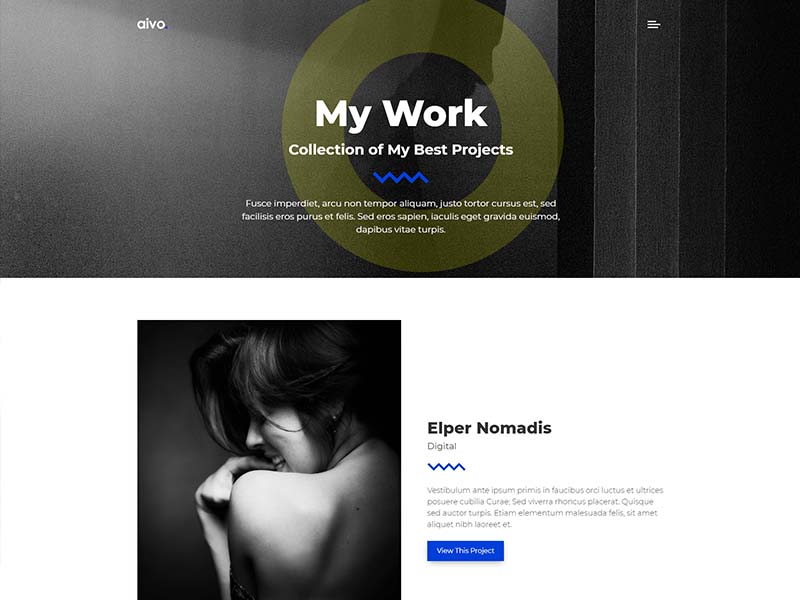 aivo.
My Work
Collection of My Best Projects
Fusce imperdiet, arcu non tempor aliquam, justo tortor cursus est, sed
facilisis eros purus et felis. Sed eros sapien, iaculis eget gravida euismod,
dapibus vitae turpis.
Elper Nomadis
Digital
Vestibulum ante ipsum primis in faucibus orci luctus et ultrices
posuere cubilia Curae; Sed viverra rhoncus placerat. Quisque
sed auctor turpis. Etiam elementum malesuada felis, sit amet
aliquet nibh laoreet et.
View This Project